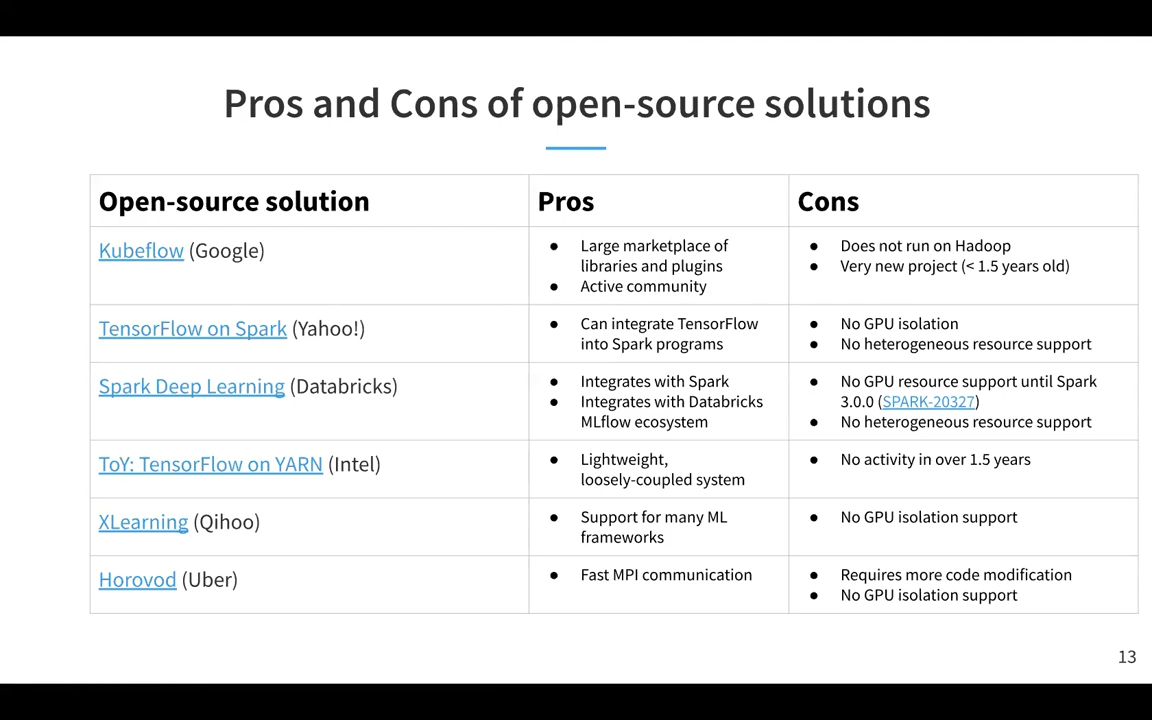 Pros and Cons of open-source solutions
Open-source solution
Pros
Cons
Kubeflow (Google)
● Large marketplace of
libraries and plugins
● Active community
● Does not run on Hadoop
● Very new project (< 1.5 years old)
TensorFlow on Spark (Yahoo!)
● Can integrate TensorFlow
into Spark programs
● No GPU isolation
● No heterogeneous resource support
Spark Deep Learning (Databricks)
● Integrates with Spark
● Integrates with Databricks
MLflow ecosystem
● No GPU resource support until Spark
3.0.0 (SPARK-20327)
● No heterogeneous resource support
ToY: TensorFlow on YARN (Intel)
● Lightweight,
loosely-coupled system
● No activity in over 1.5 years
XLearning (Qihoo)
● Support for many ML
frameworks
● No GPU isolation support
Horovod (Uber)
● Fast MPI communication
● Requires more code modification
● No GPU isolation support
13